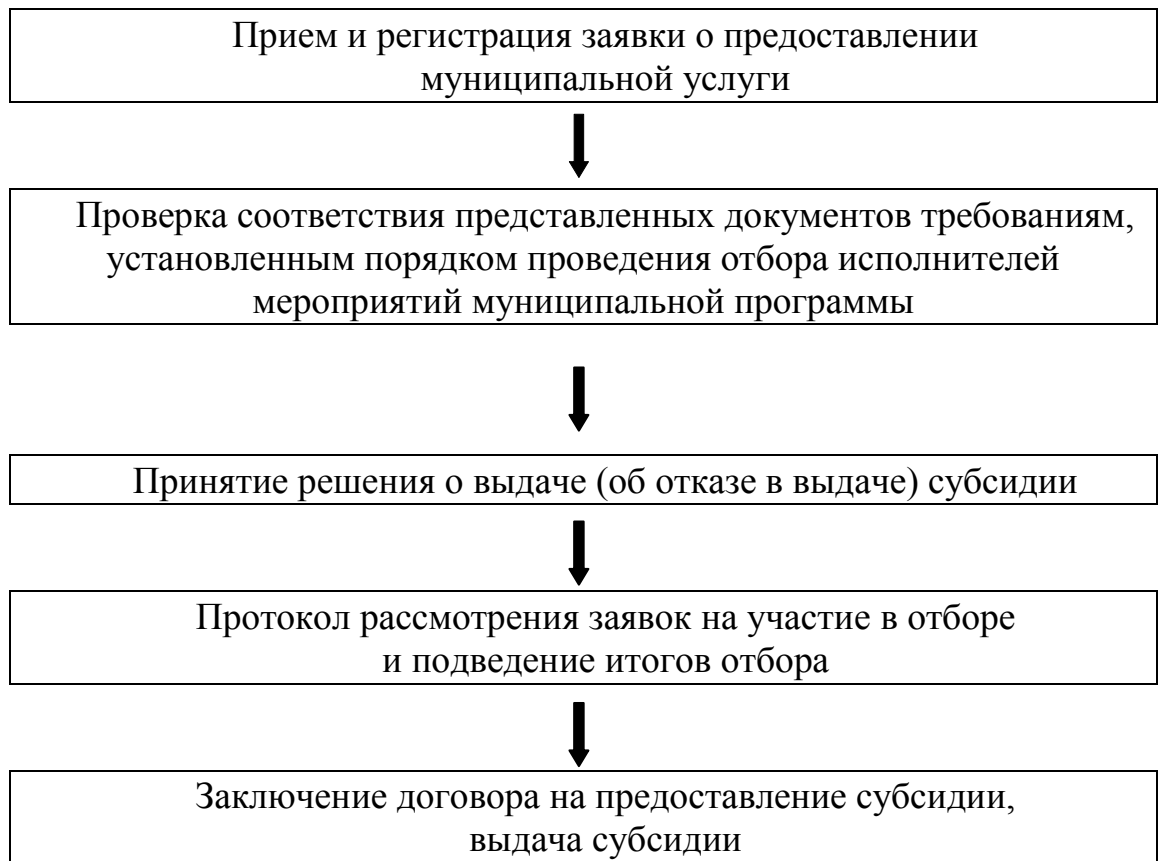 Прием и регистрация заявки о предоставлении
муниципальной услуги
Проверка соответствия представленных документов требованиям,
установленным порядком проведения отбора исполнителей
мероприятий муниципальной программы
Принятие решения о выдаче (об отказе в выдаче) субсидии
Протокол рассмотрения заявок на участие в отборе
и подведение итогов отбора
Заключение договора на предоставление субсидии,
выдача субсидии